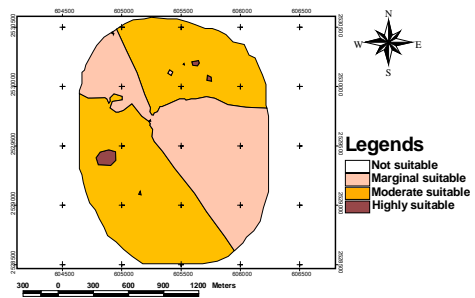 604500 605000 605500 606000 606500
N
W E
S
Legends
Not suitable
Marginal suitable
Moderate suitable
Highly suitable
604500 605000 605500 606000 606500
300 0 300 600 900 1200 Meters